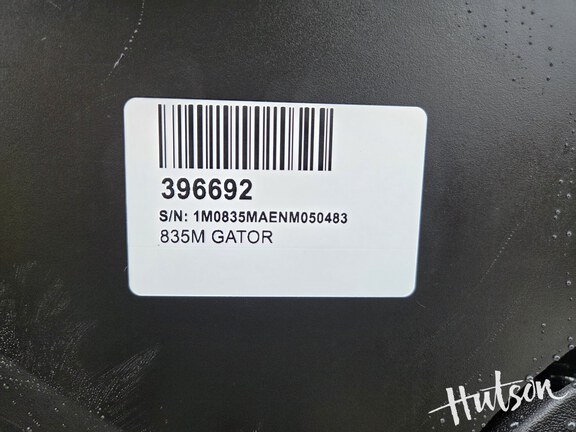 396692
S/N: 1M0835MAENM050483
835M GATOR
Hutson